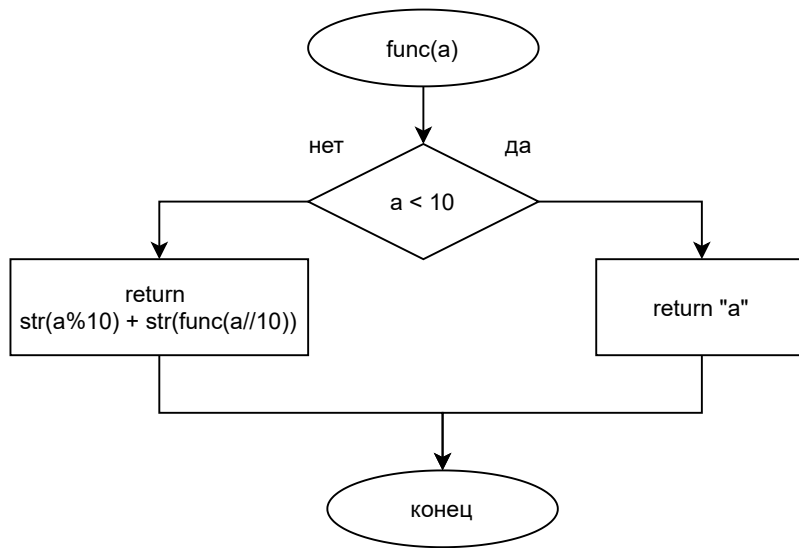 func(a)
нет
да
a < 10
return
str(a%10) + str(func(a//10))
return "a"
конец